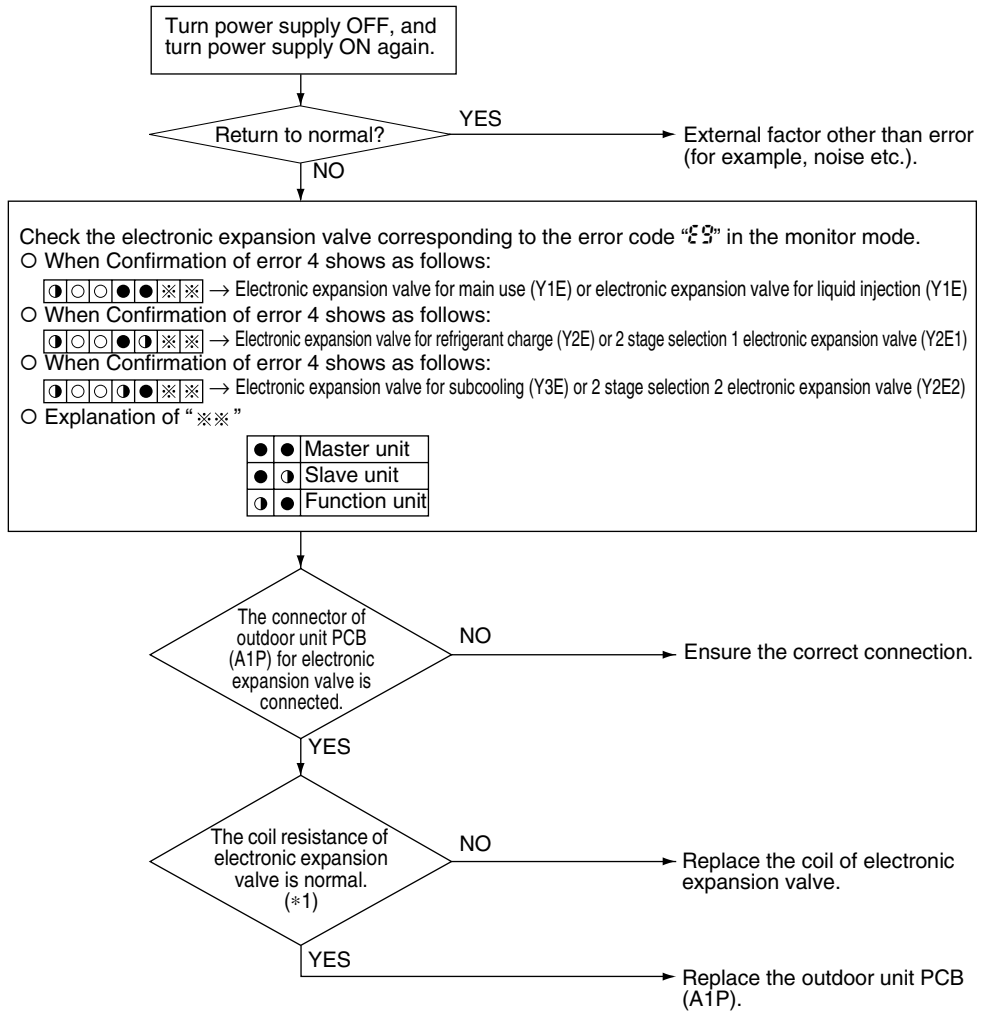 Turn power supply OFF, and
turn power supply ON again.
Return to normal?
YES
External factor other than error
(for example, noise etc.).
NO
Check the electronic expansion valve corresponding to the error code “E9” in the monitor mode.
○ When Confirmation of error 4 shows as follows:
◑ ○ ○ ● ● ※ ※ → Electronic expansion valve for main use (Y1E) or electronic expansion valve for liquid injection (Y1E)
○ When Confirmation of error 4 shows as follows:
◑ ○ ○ ● ◑ ※ ※ → Electronic expansion valve for refrigerant charge (Y2E) or 2 stage selection 1 electronic expansion valve (Y2E1)
○ When Confirmation of error 4 shows as follows:
◑ ○ ○ ◑ ● ※ ※ → Electronic expansion valve for subcooling (Y3E) or 2 stage selection 2 electronic expansion valve (Y2E2)
○ Explanation of “ ※※ ”
● ● Master unit
● ◑ Slave unit
◑ ● Function unit
The connector of
outdoor unit PCB
(A1P) for electronic
expansion valve is
connected.
NO
Ensure the correct connection.
YES
The coil resistance of
electronic expansion
valve is normal.
(*1)
NO
Replace the coil of electronic
expansion valve.
YES
Replace the outdoor unit PCB
(A1P).